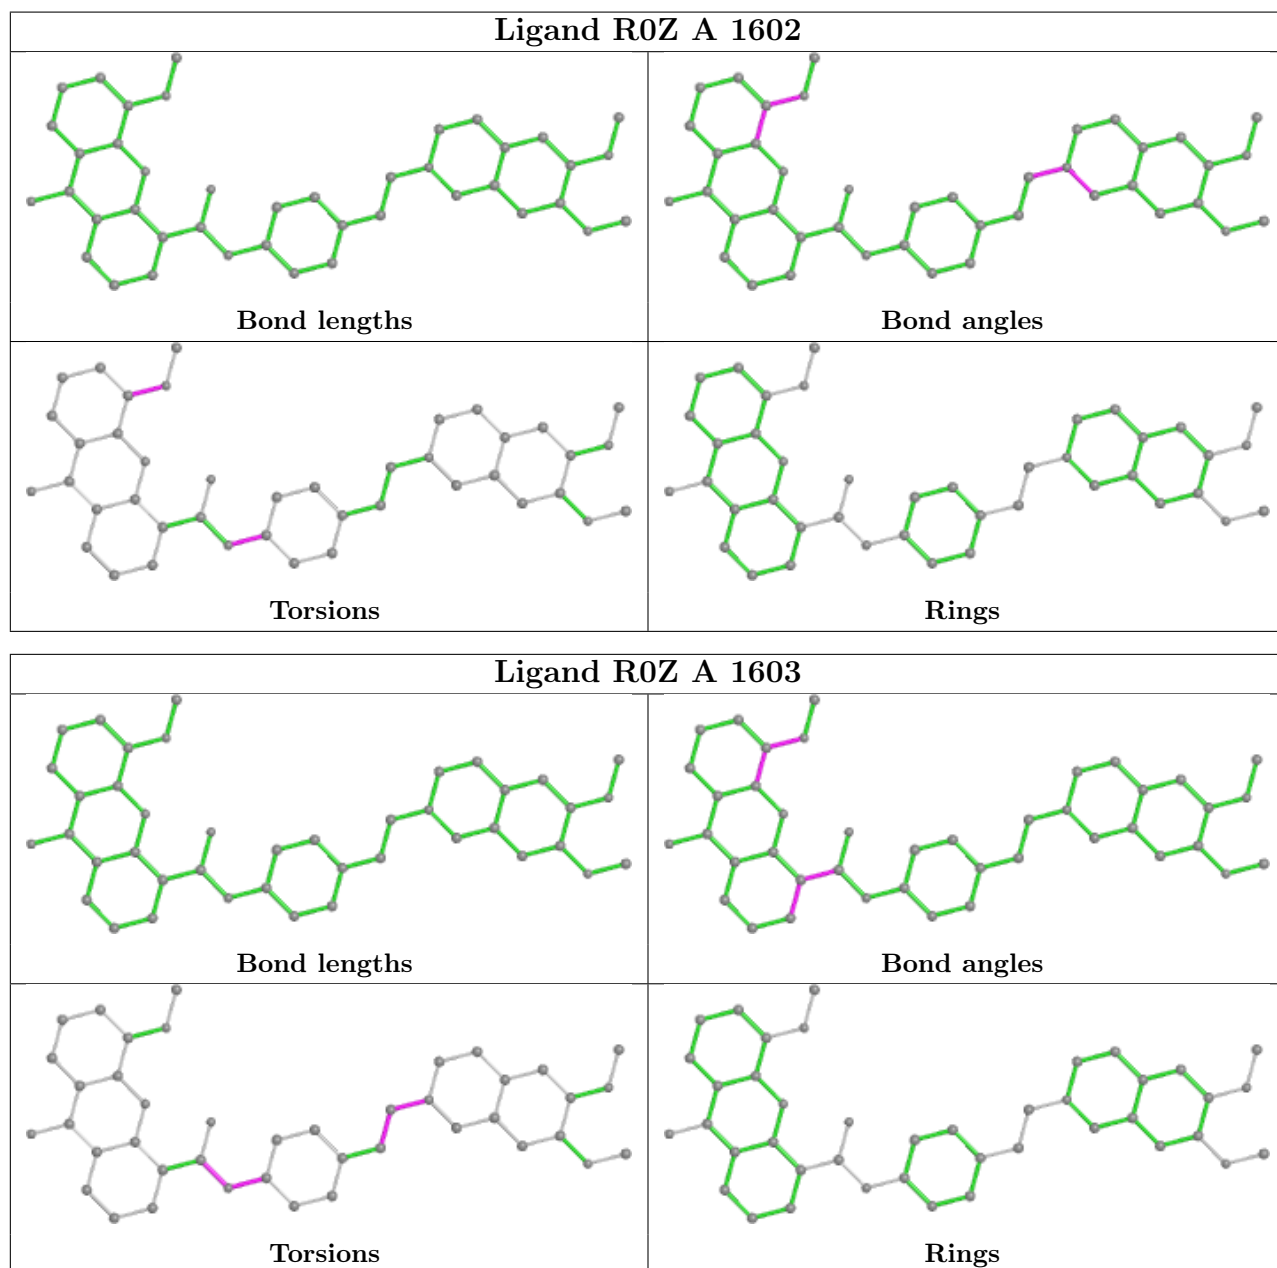 Ligand R0Z A 1602
Bond lengths
Bond angles
Torsions
Rings
Ligand R0Z A 1603
Bond lengths
Bond angles
Torsions
Rings